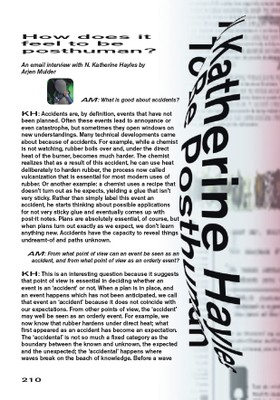 How does it
feel to be
posthuman?
An email interview with N. Katherine Hayles by
Arjen Mulder
AM: What is good about accidents?
KH: Accidents are, by definition, events that have not
been planned. Often these events lead to annoyance or
even catastrophe, but sometimes they open windows on
new understandings. Many technical developments came
about because of accidents. For example, while a chemist
is not watching, rubber boils over and, under the direct
heat of the burner, becomes much harder. The chemist
realizes that as a result of this accident, he can use heat
deliberately to harden rubber, the process now called
vulcanization that is essential for most modern uses of
rubber. Or another example: a chemist uses a recipe that
doesn't turn out as he expects, yielding a glue that isn't
very sticky. Rather than simply label this event an
accident, he starts thinking about possible applications
for not very sticky glue and eventually comes up with
post-it notes. Plans are absolutely essential, of course, but
when plans turn out exactly as we expect, we don't learn
anything new. Accidents have the capacity to reveal things
undreamt-of and paths unknown.
AM: From what point of view can an event be seen as an
accident, and from what point of view as an orderly event?
KH: This is an interesting question because it suggests
that point of view is essential in deciding whether an
event is an 'accident' or not. When a plan is in place, and
an event happens which has not been anticipated, we call
that event an 'accident' because it does not coincide with
our expectations. From other points of view, the 'accident'
may well be seen as an orderly event. For example, we
now know that rubber hardens under direct heat; what
first appeared as an accident has become an expectation.
The 'accidental' is not so much a fixed category as the
boundary between the known and unknown, the expected
and the unexpected; the 'accidental' happens where
waves break on the beach of knowledge. Before a wave
210
Katherine Hayles
To Be Posthuman